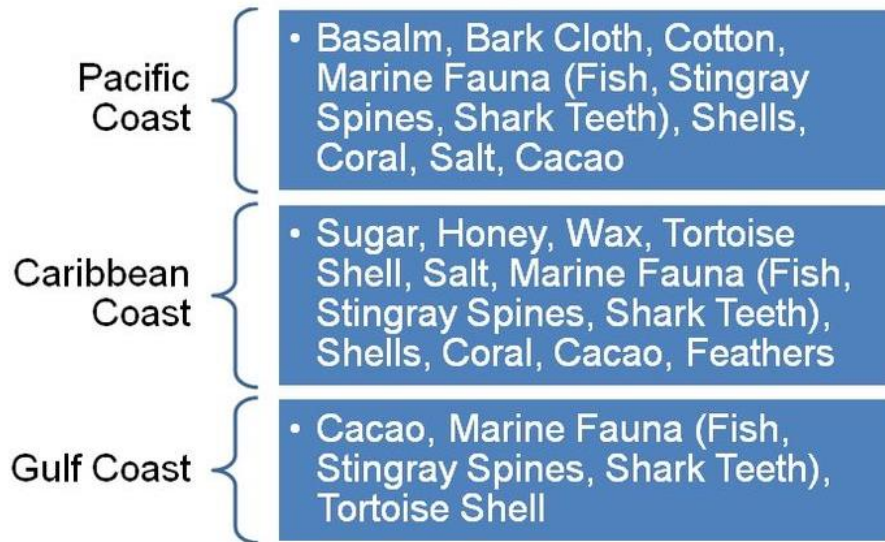 Pacific
Coast
• Basalm, Bark Cloth, Cotton,
Marine Fauna (Fish, Stingray
Spines, Shark Teeth), Shells,
Coral, Salt, Cacao
Caribbean
Coast
• Sugar, Honey, Wax, Tortoise
Shell, Salt, Marine Fauna (Fish,
Stingray Spines, Shark Teeth),
Shells, Coral, Cacao, Feathers
Gulf Coast
• Cacao, Marine Fauna (Fish,
Stingray Spines, Shark Teeth),
Tortoise Shell